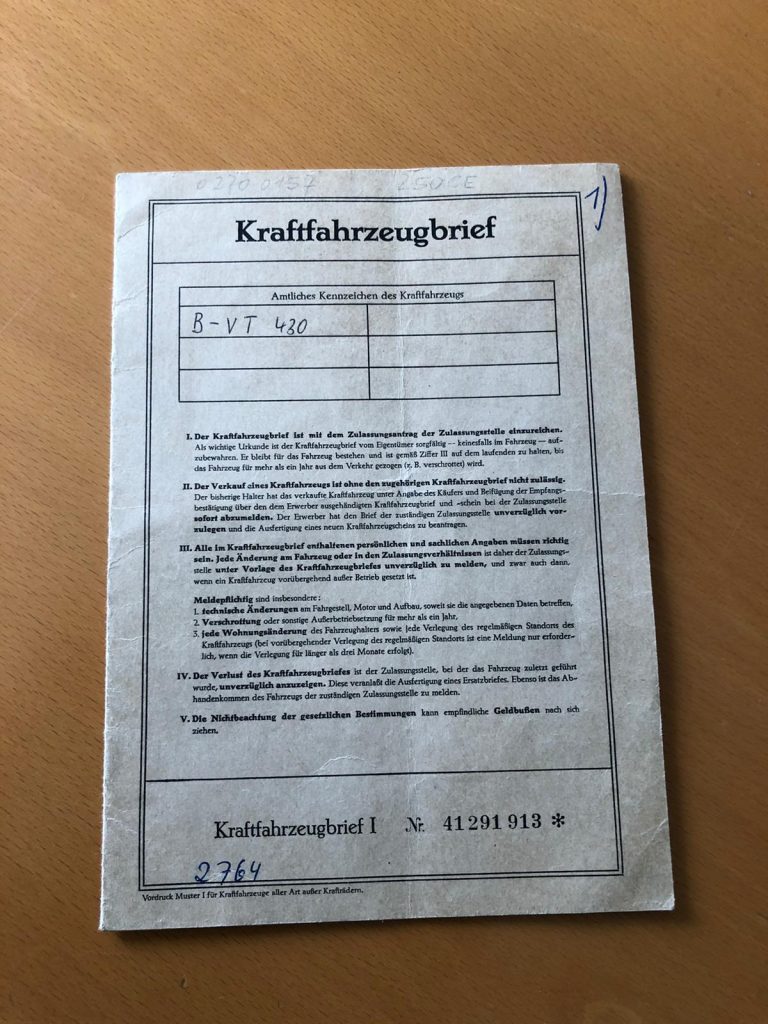 1)
Kraftfahrzeugbrief
Amtliches Kennzeichen des Kraftfahrzeugs
B-VT 430
I. Der Kraftfahrzeugbrief ist mit dem Zulassungsantrag der Zulassungsstelle einzureichen.
Als wichtige Urkunde ist der Kraftfahrzeugbrief vom Eigentümer sorgfältig — keinesfalls im Fahrzeug — auf-
zubewahren. Er bleibt für das Fahrzeug bestehen und ist gemäß Ziffer III auf dem laufenden zu halten, bis
das Fahrzeug für mehr als ein Jahr aus dem Verkehr gezogen (z. B. verschrottet) wird.
II. Der Verkauf eines Kraftfahrzeugs ist ohne den zugehörigen Kraftfahrzeugbrief nicht zulässig.
Der bisherige Halter hat das verkaufte Kraftfahrzeug unter Angabe des Käufers und Beifügung der Empfangs-
bestätigung über den dem Erwerber ausgehändigten Kraftfahrzeugbrief und -schein bei der Zulassungsstelle
sofort abzumelden. Der Erwerber hat den Brief der zuständigen Zulassungsstelle unverzüglich vor-
zulegen und die Ausfertigung eines neuen Kraftfahrzeugscheins zu beantragen.
III. Alle im Kraftfahrzeugbrief enthaltenen persönlichen und sachlichen Angaben müssen richtig
sein. Jede Änderung am Fahrzeug oder in den Zulassungsverhältnissen ist daher der Zulassungs-
stelle unter Vorlage des Kraftfahrzeugbriefes unverzüglich zu melden, und zwar auch dann,
wenn ein Kraftfahrzeug vorübergehend außer Betrieb gesetzt ist.
Meldepflichtig sind insbesondere:
1. technische Änderungen am Fahrgestell, Motor und Aufbau, soweit sie die angegebenen Daten betreffen,
2. Verschrottung oder sonstige Außerbetriebsetzung für mehr als ein Jahr,
3. jede Wohnungsänderung des Fahrzeughalters sowie jede Verlegung des regelmäßigen Standorts des
Kraftfahrzeugs (bei vorübergehender Verlegung des regelmäßigen Standorts ist eine Meldung nur erforder-
lich, wenn die Verlegung für länger als drei Monate erfolgt).
IV. Der Verlust des Kraftfahrzeugbriefes ist der Zulassungsstelle, bei der das Fahrzeug zuletzt geführt
wurde, unverzüglich anzuzeigen. Diese veranlaßt die Ausfertigung eines Ersatzbriefes. Ebenso ist das Ab-
handenkommen des Fahrzeugs der zuständigen Zulassungsstelle zu melden.
V. Die Nichtbeachtung der gesetzlichen Bestimmungen kann empfindliche Geldbußen nach sich
ziehen.
Kraftfahrzeugbrief I Nr. 41 291 913 *
2764
Vordruck Muster I für Kraftfahrzeuge aller Art außer Krafträdern.